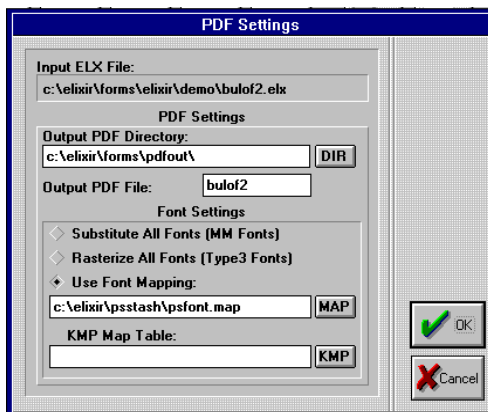 PDF Settings
Input ELX File:
c:\elixir\forms\elixir\demo\bulof2.elx
PDF Settings
Output PDF Directory:
c:\elixir\forms\pdfout\ DIR
Output PDF File: bulof2
Font Settings
Substitute All Fonts (MM Fonts)
Rasterize All Fonts (Type3 Fonts)
Use Font Mapping:
c:\elixir\psstash\psfont.map MAP
KMP Map Table:
KMP
OK
Cancel